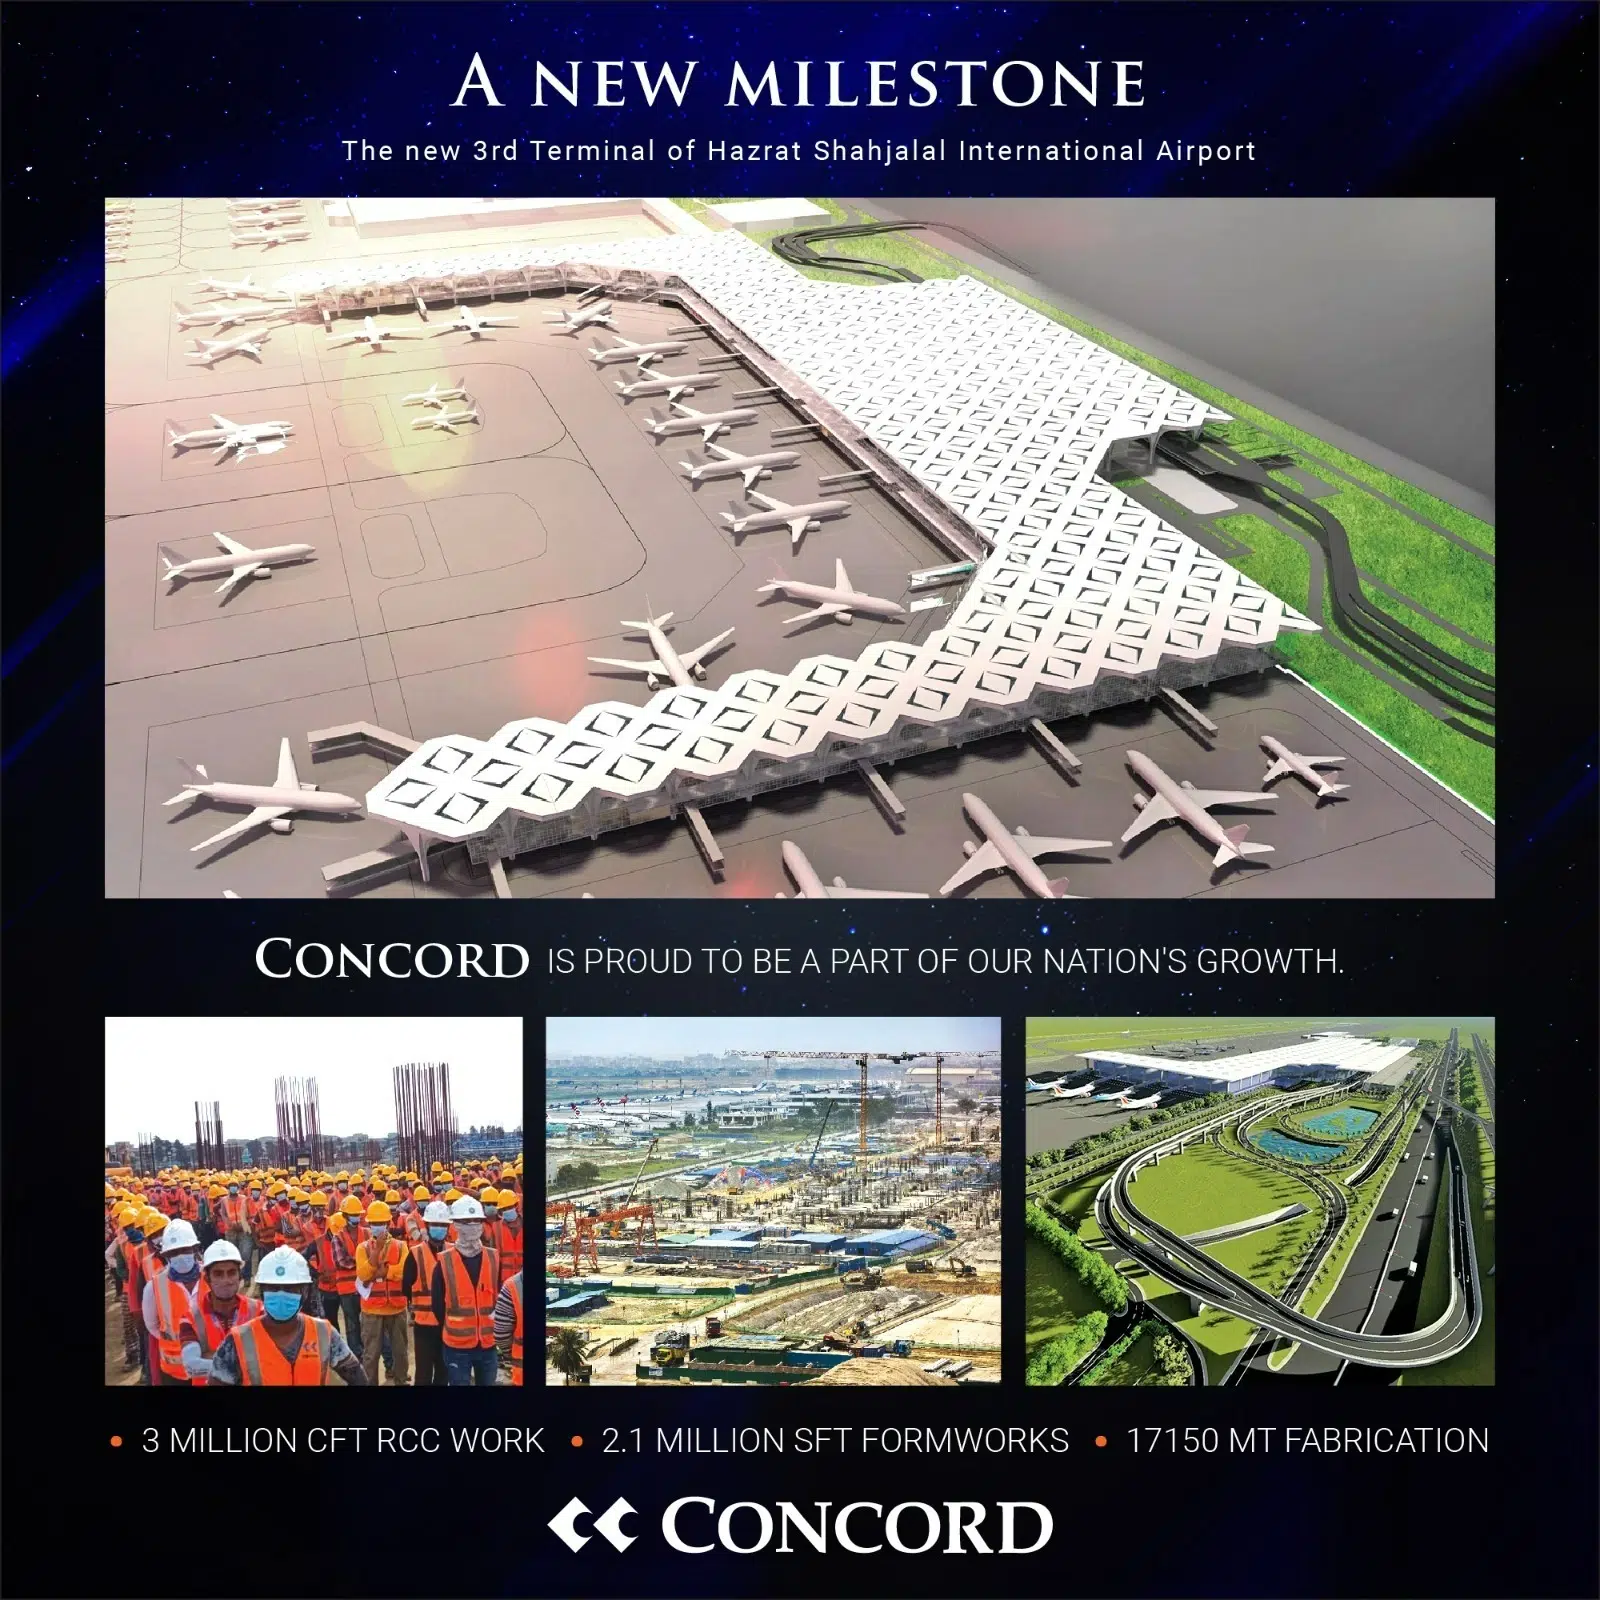 A NEW MILESTONE
The new 3rd Terminal of Hazrat Shahjalal International Airport
CONCORD IS PROUD TO BE A PART OF OUR NATION'S GROWTH.
• 3 MILLION CFT RCC WORK • 2.1 MILLION SFT FORMWORKS • 17150 MT FABRICATION
CONCORD